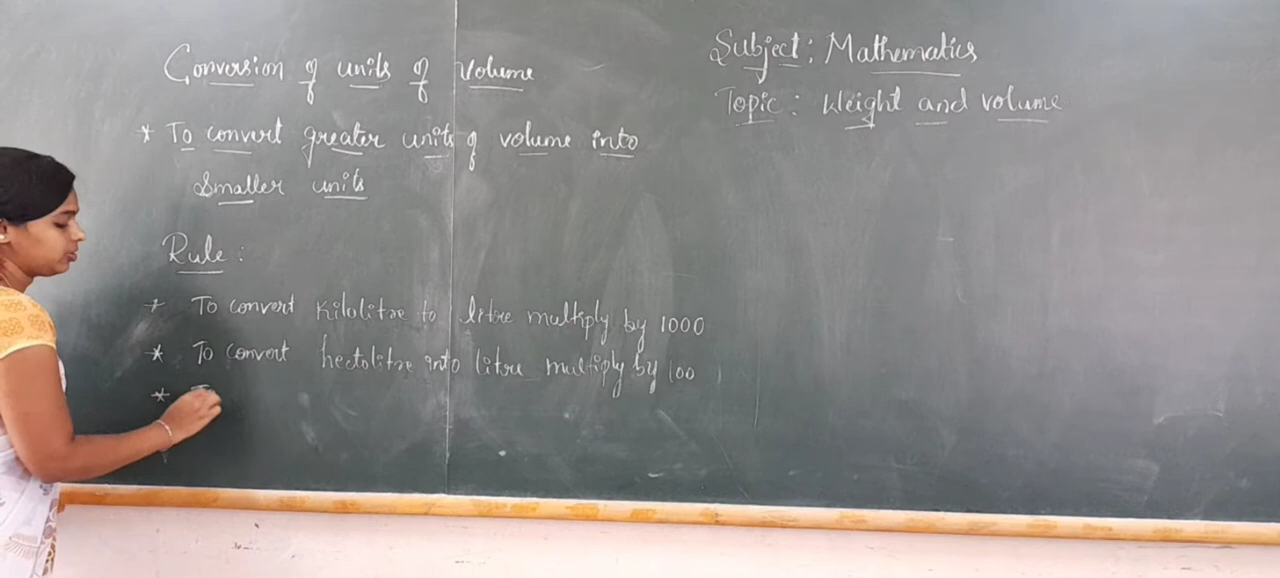 Conversion of units of Volume
* To convert greater units of volume into
Smaller units
Rule:
* To convert Kilolitre to litre multiply by 1000
* To convert hectolitre into litre multiply by 100
* T
Subject: Mathematics
Topic: Weight and volume